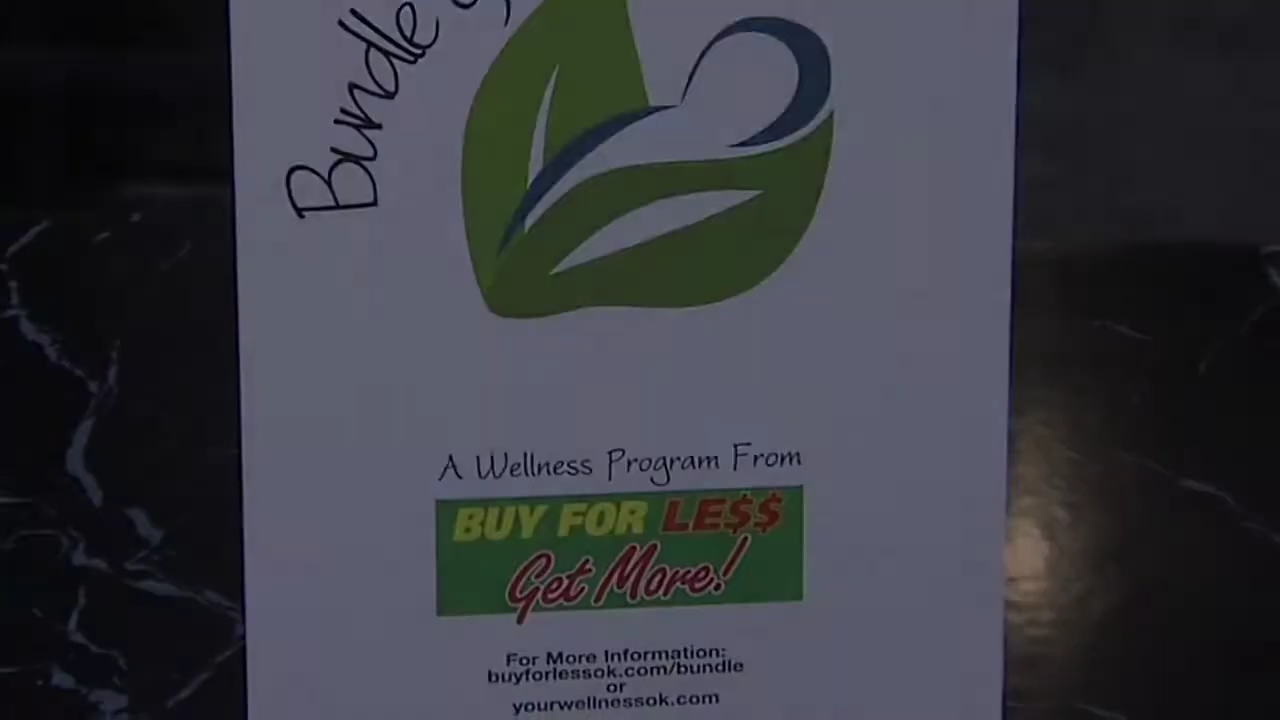 Bundle
A Wellness Program From
BUY FOR LE$$
Get More!
For More Information:
buyforlessok.com/bundle
or
yourwellnessok.com